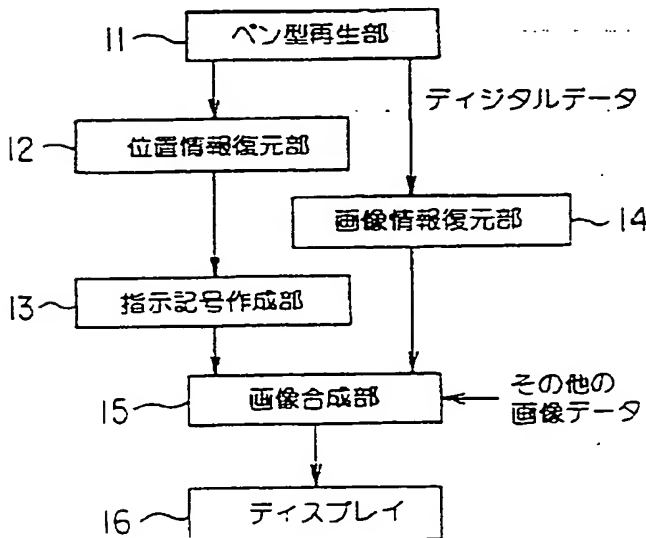 11 ペン型再生部
ディジタルデータ
12 位置情報復元部
画像情報復元部 14
13 指示記号作成部
15 画像合成部
その他の
画像データ
16 ディスプレイ